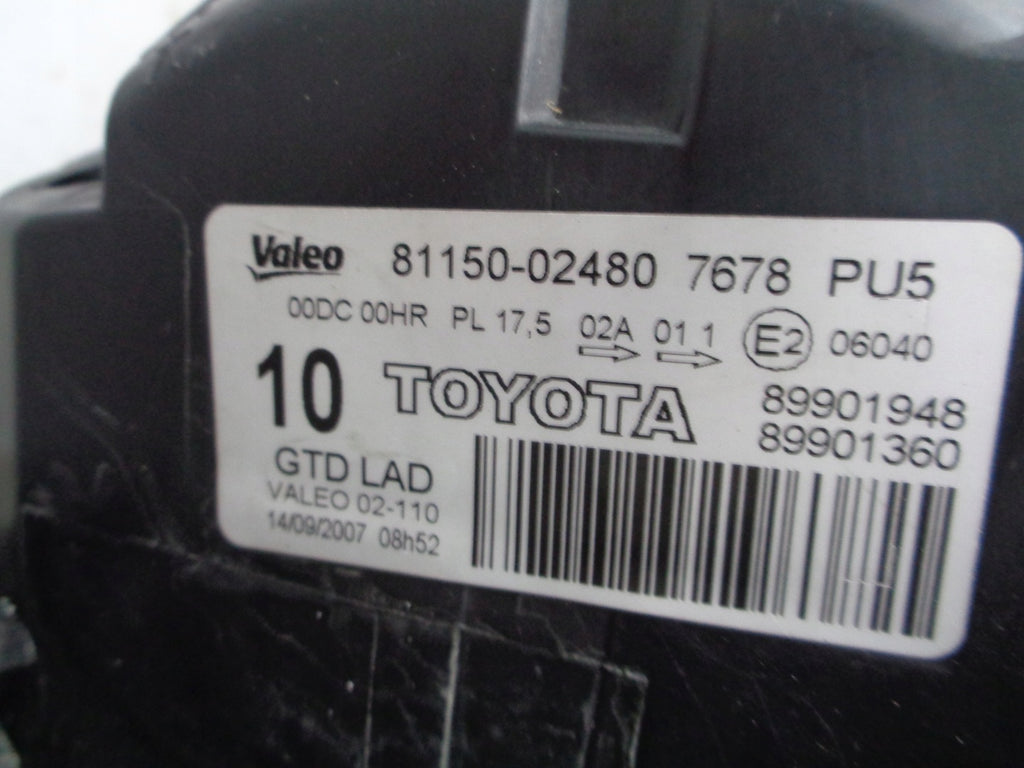 Valeo 81150-02480 7678 PU5
00DC 00HR PL 17,5 02A 01 1 E2 06040
10 TOYOTA 89901948
89901360
GTD LAD
VALEO 02-110
14/09/2007 08h52